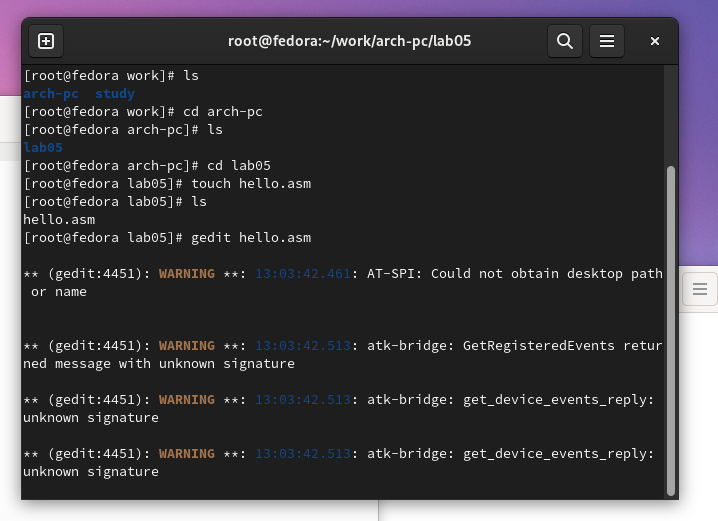 root@fedora:~/work/arch-pc/lab05
[root@fedora work]# ls
arch-pc  study
[root@fedora work]# cd arch-pc
[root@fedora arch-pc]# ls
lab05
[root@fedora arch-pc]# cd lab05
[root@fedora lab05]# touch hello.asm
[root@fedora lab05]# ls
hello.asm
[root@fedora lab05]# gedit hello.asm
** (gedit:4451): WARNING **: 13:03:42.461: AT-SPI: Could not obtain desktop path
 or name
** (gedit:4451): WARNING **: 13:03:42.513: atk-bridge: GetRegisteredEvents retur
ned message with unknown signature
** (gedit:4451): WARNING **: 13:03:42.513: atk-bridge: get_device_events_reply:
unknown signature
** (gedit:4451): WARNING **: 13:03:42.513: atk-bridge: get_device_events_reply:
unknown signature